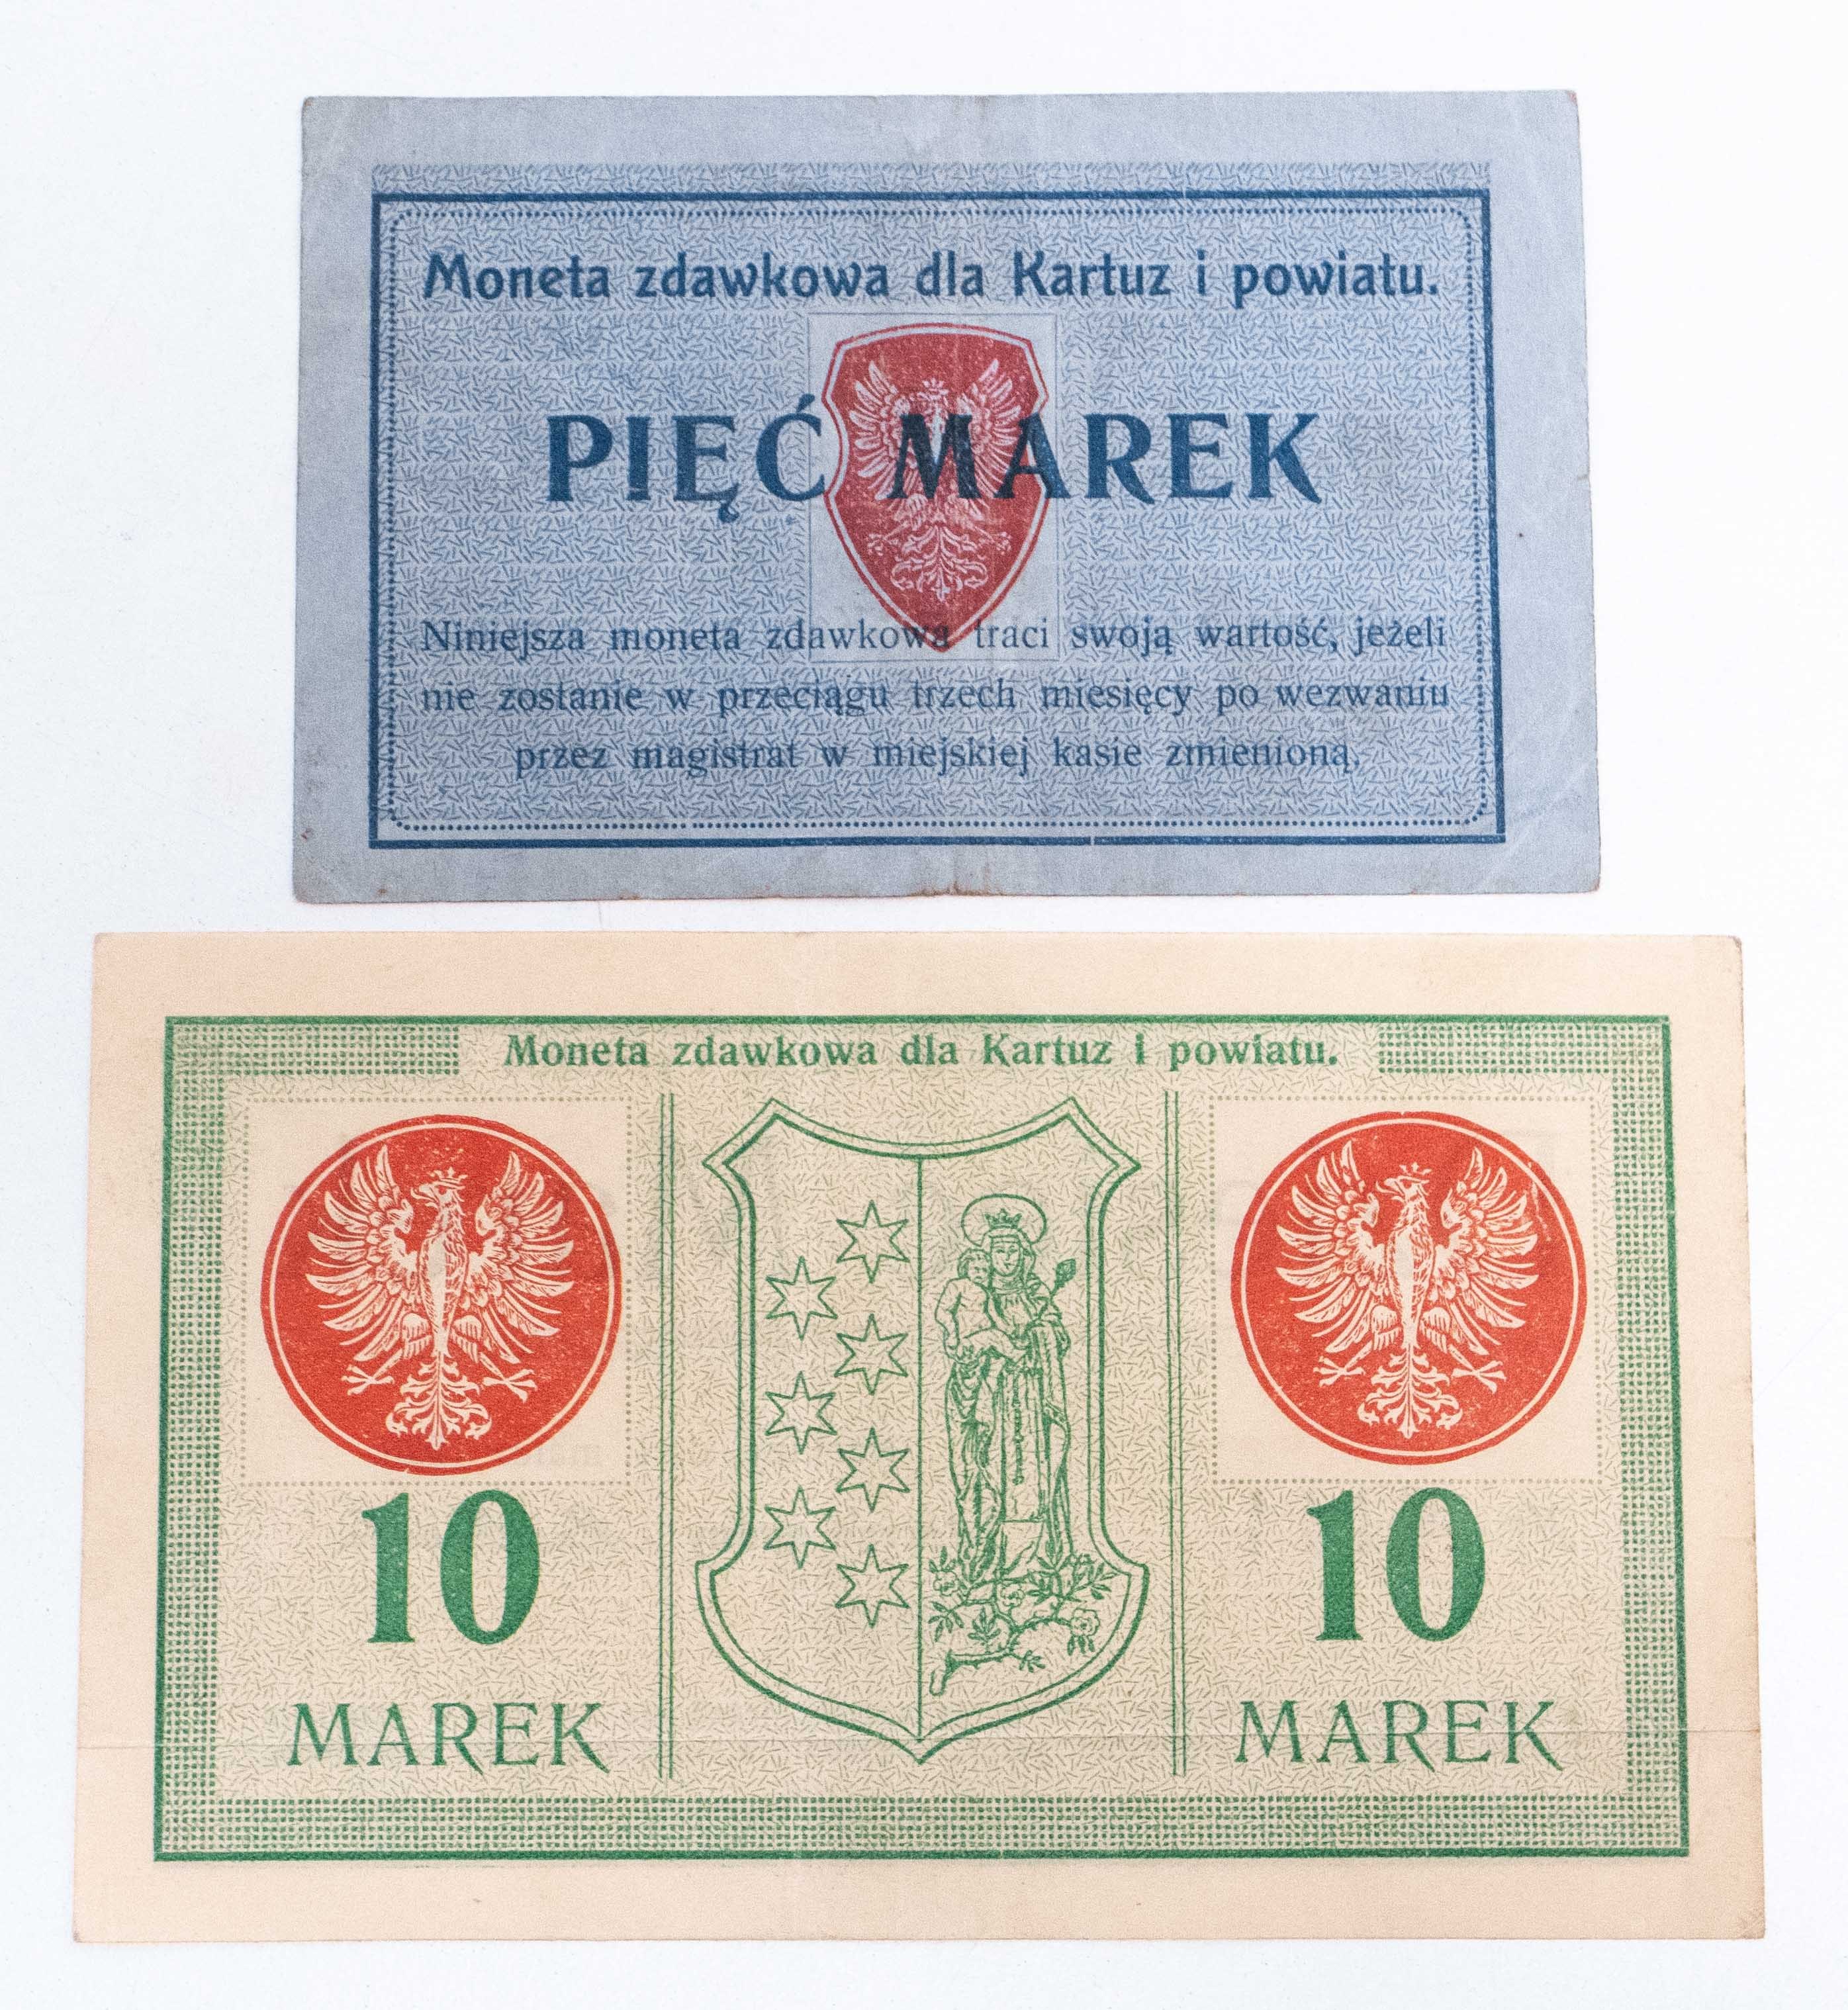 Moneta zdawkowa dla Kartuz i powiatu.
PIĘĆ MAREK
Niniejsza moneta zdawkowa traci swoją wartość, jeżeli
nie zostanie w przeciągu trzech miesięcy po wezwaniu
przez magistrat w miejskiej kasie zmienioną.
Moneta zdawkowa dla Kartuz i powiatu.
10
MAREK
10
MAREK